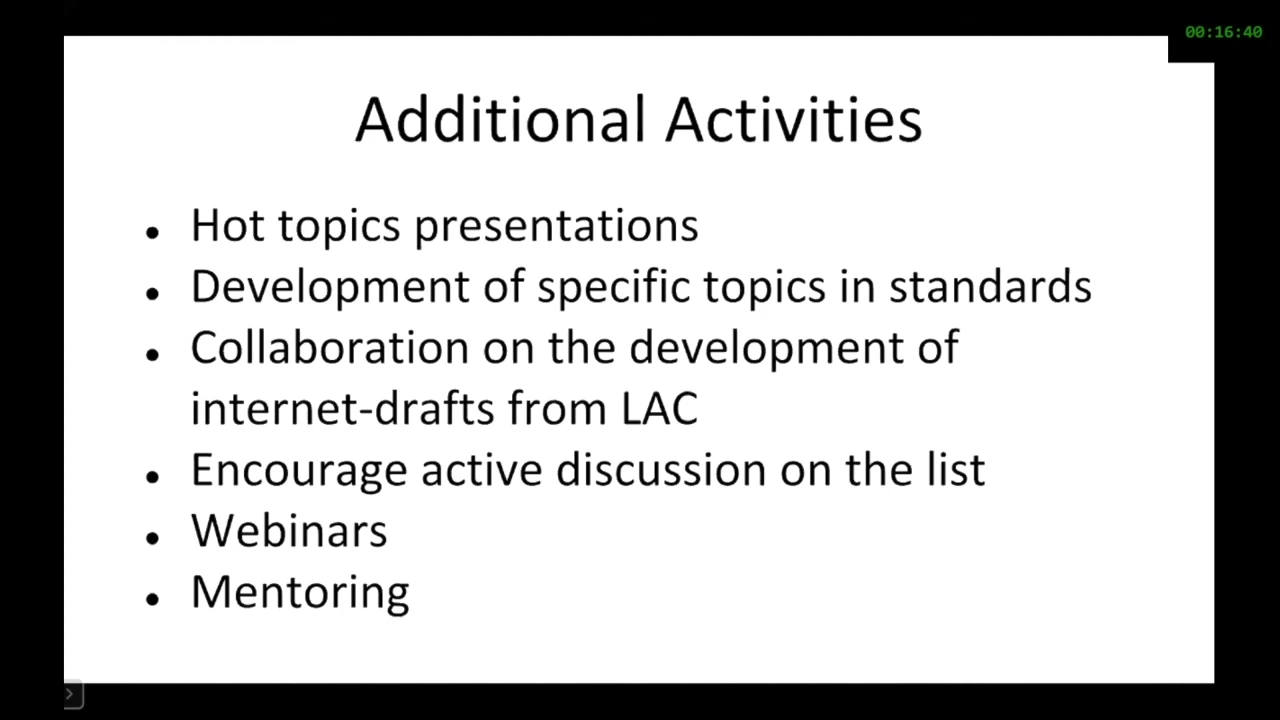 00:16:40
Additional Activities
• Hot topics presentations
• Development of specific topics in standards
• Collaboration on the development of
internet-drafts from LAC
• Encourage active discussion on the list
• Webinars
• Mentoring